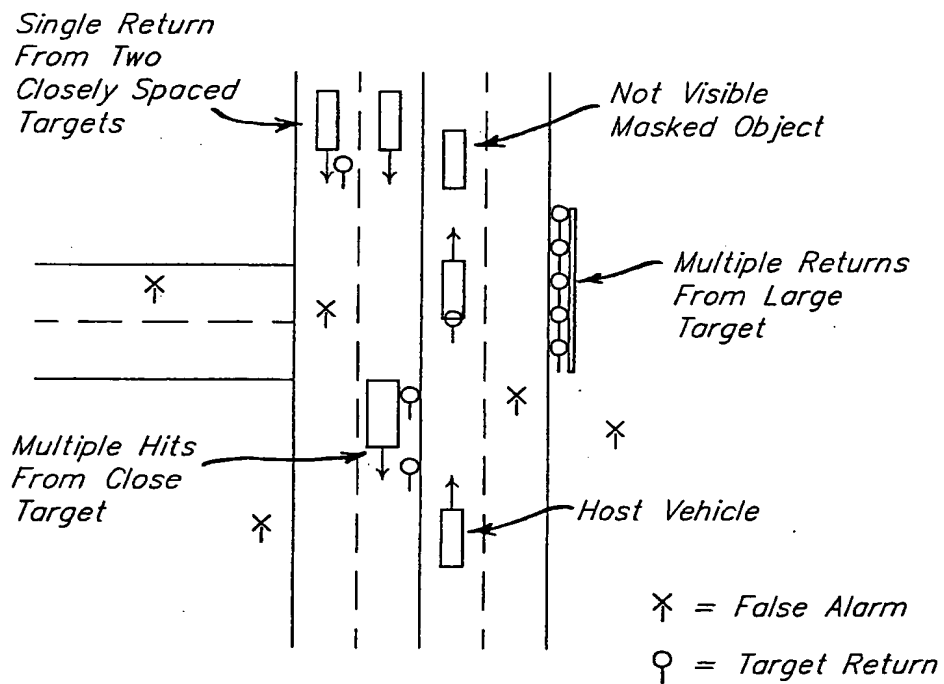 Single Return
From Two
Closely Spaced
Targets
Not Visible
Masked Object
Multiple Returns
From Large
Target
Multiple Hits
From Close
Target
Host Vehicle
= False Alarm
= Target Return